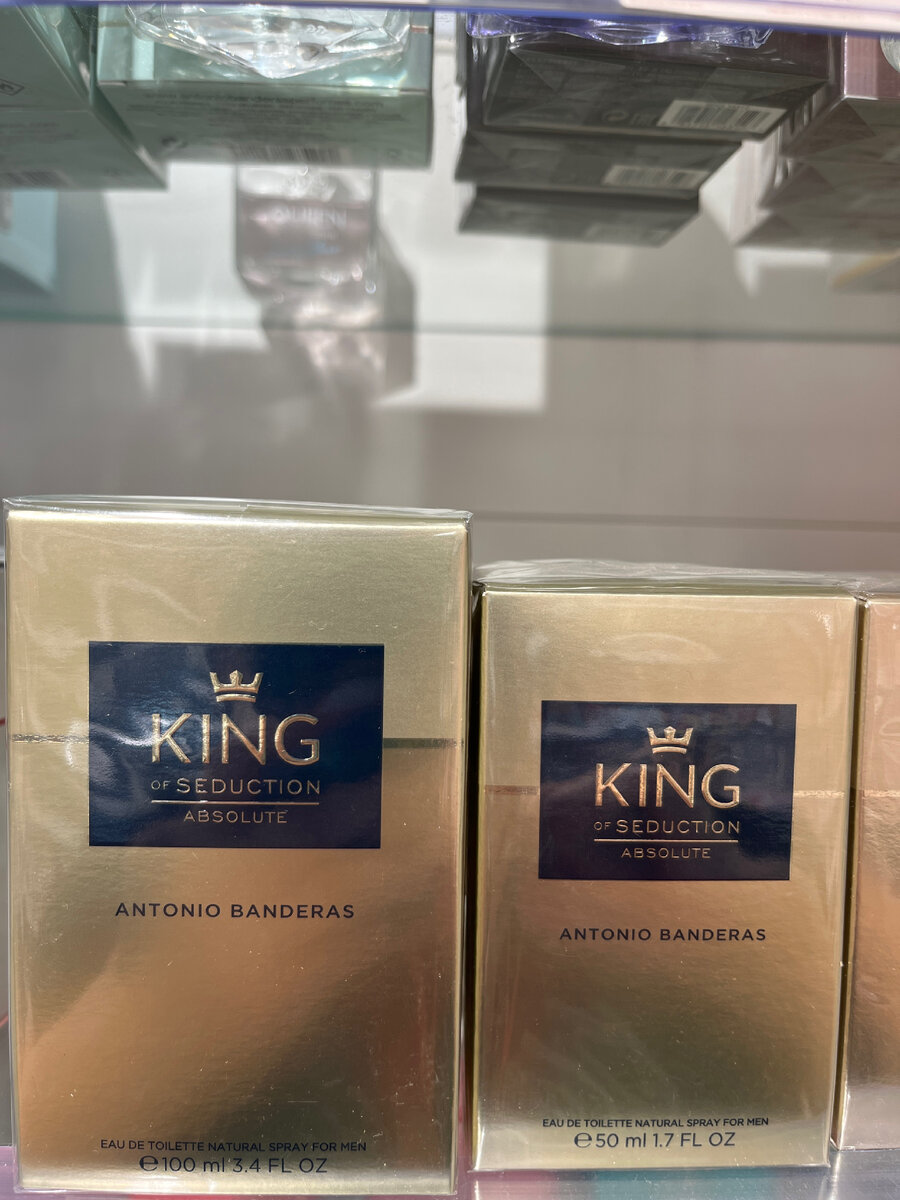 KING
OF SEDUCTION
ABSOLUTE
ANTONIO BANDERAS
EAU DE TOILETTE NATURAL SPRAY FOR MEN
℮100 ml 3.4 FL OZ
KING
OF SEDUCTION
ABSOLUTE
ANTONIO BANDERAS
EAU DE TOILETTE NATURAL SPRAY FOR MEN
℮50 ml 1.7 FL OZ